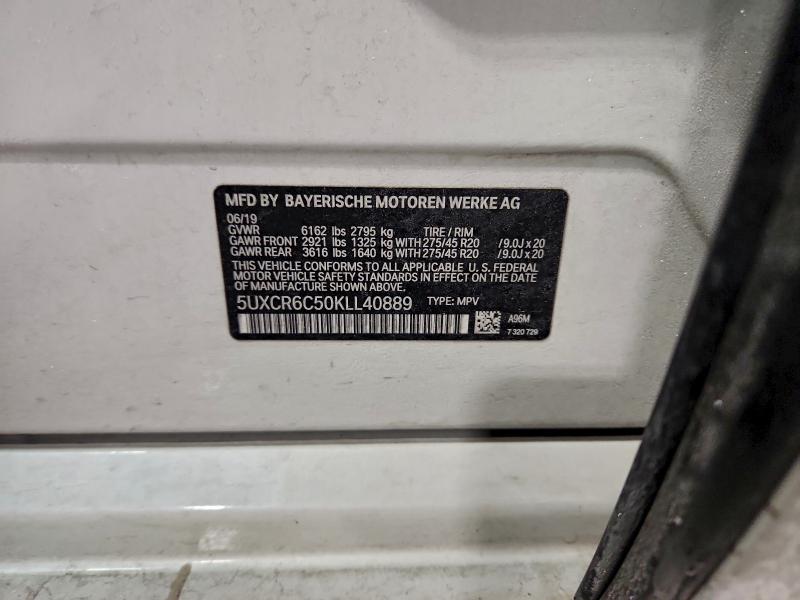 MFD BY BAYERISCHE MOTOREN WERKE AG
06/19
GVWR 6162 lbs 2795 kg TIRE / RIM
GAWR FRONT 2921 lbs 1325 kg WITH 275/45 R20 /9.0J x 20
GAWR REAR 3616 lbs 1640 kg WITH 275/45 R20 /9.0J x 20
THIS VEHICLE CONFORMS TO ALL APPLICABLE U. S. FEDERAL
MOTOR VEHICLE SAFETY STANDARDS IN EFFECT ON THE DATE
OF MANUFACTURE SHOWN ABOVE.
5UXCR6C50KLL40889 TYPE: MPV
A96M
7 320 729